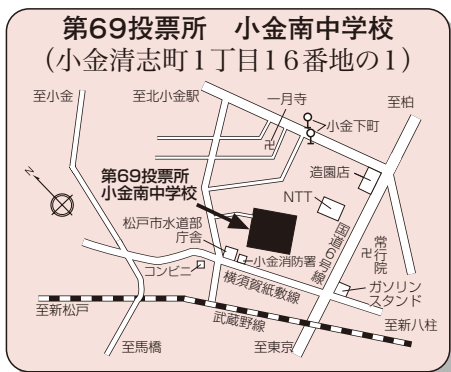 第69投票所 小金南中学校
(小金清志町1丁目16番地の1)
至小金
至北小金駅
一月寺
至柏
小金下町
造園店
第69投票所
小金南中学校
NTT
N
松戸市水道部
庁舎
国道6号線
常行院
小金消防署
コンビニ
横須賀紙敷線
ガソリン
スタンド
至新松戸
武蔵野線
至新八柱
至馬橋
至東京